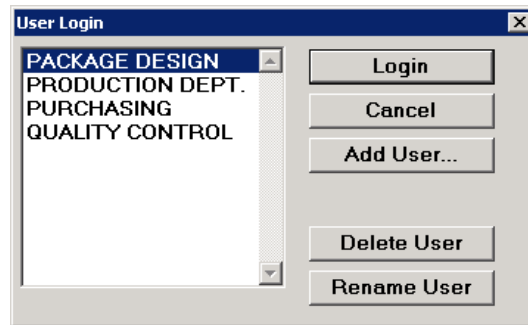 User Login
PACKAGE DESIGN
PRODUCTION DEPT.
PURCHASING
QUALITY CONTROL
Login
Cancel
Add User...
Delete User
Rename User